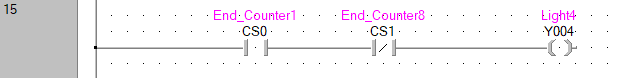 15
End_Counter1 End_Counter8 Light4
CS0 CS1 Y004